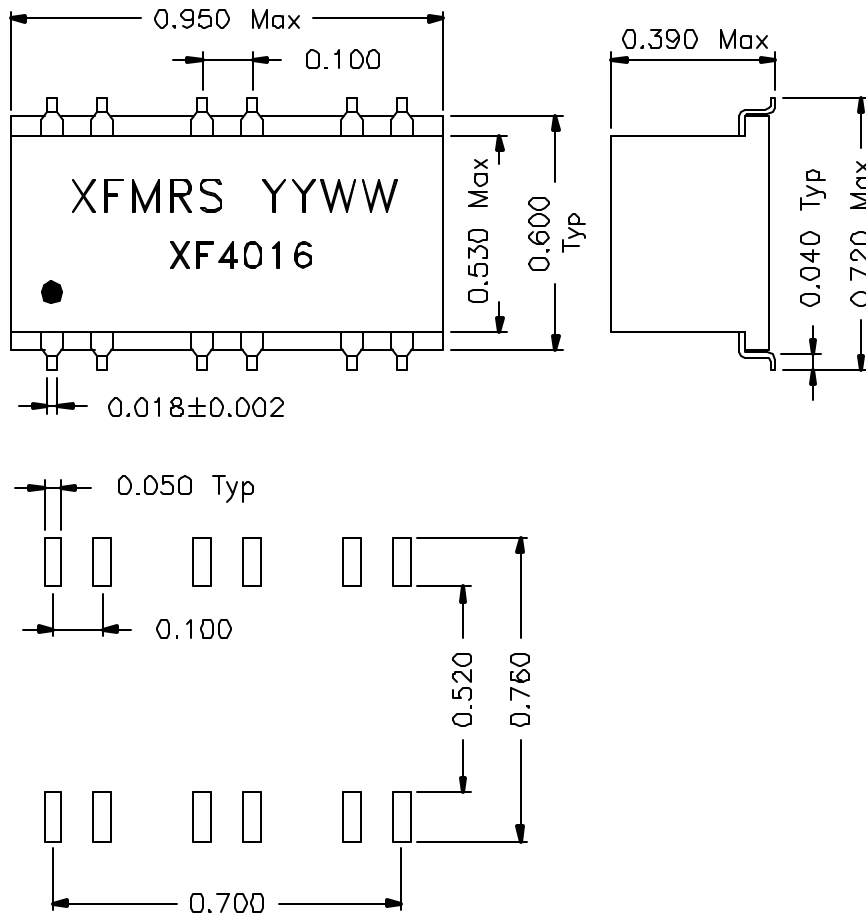 0.950 Max
0.100
0.390 Max
XFMRS YYWW
XF4016
0.530 Max
0.600
Typ
0.040 Typ
0.720 Max
0.018±0.002
0.050 Typ
0.100
0.520
0.760
0.700